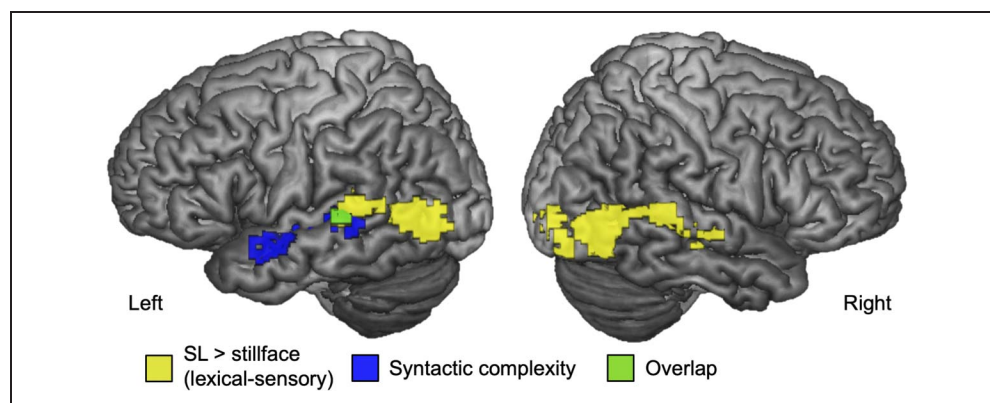 Left
Right
SL > stillface
(lexical-sensory)
Syntactic complexity
Overlap